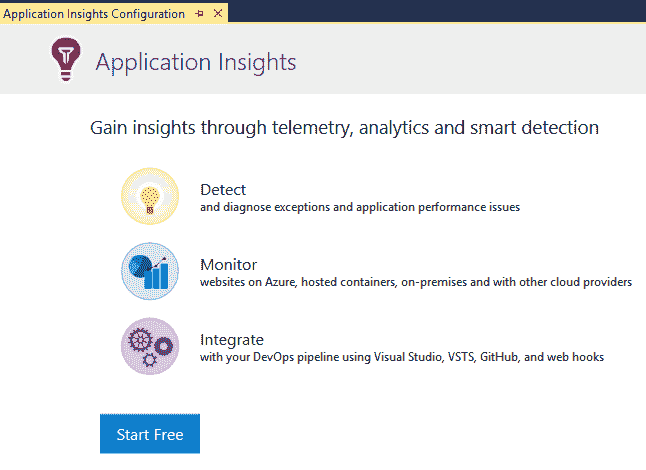 Application Insights Configuration
Application Insights
Gain insights through telemetry, analytics and smart detection
Detect
and diagnose exceptions and application performance issues
Monitor
websites on Azure, hosted containers, on-premises and with other cloud providers
Integrate
with your DevOps pipeline using Visual Studio, VSTS, GitHub, and web hooks
Start Free